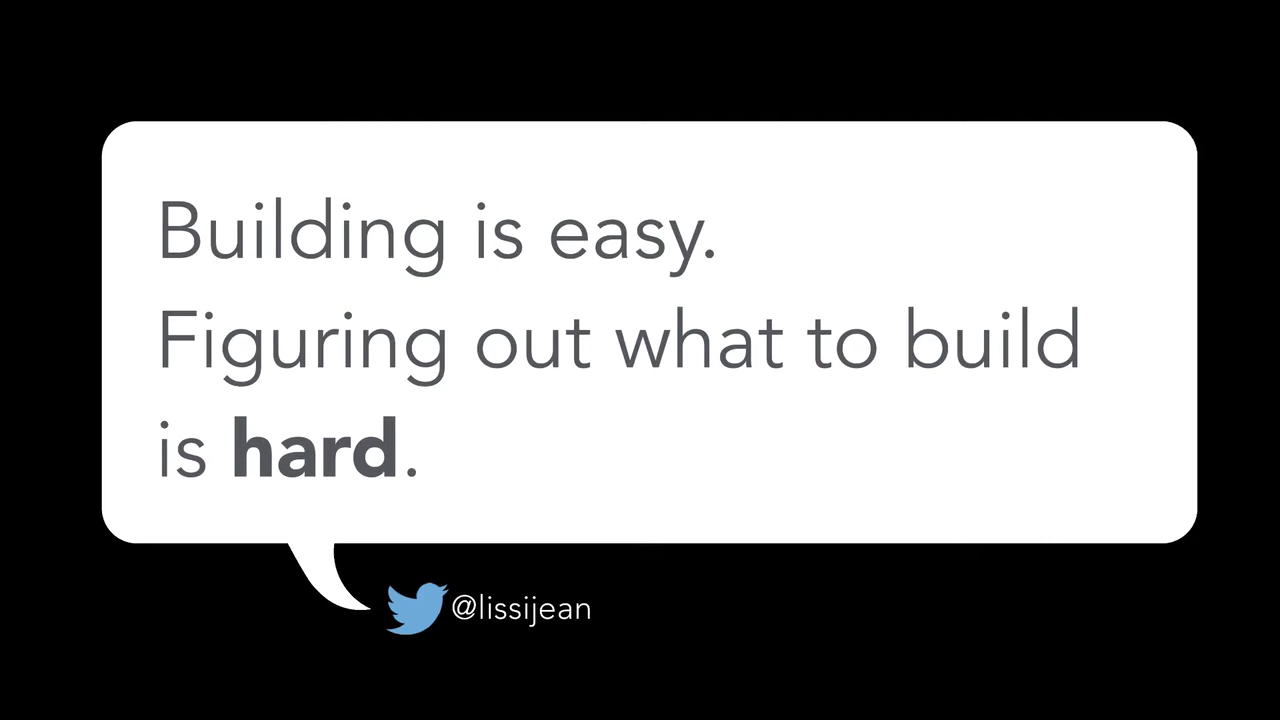 Building is easy.
Figuring out what to build
is hard.
@lissijean